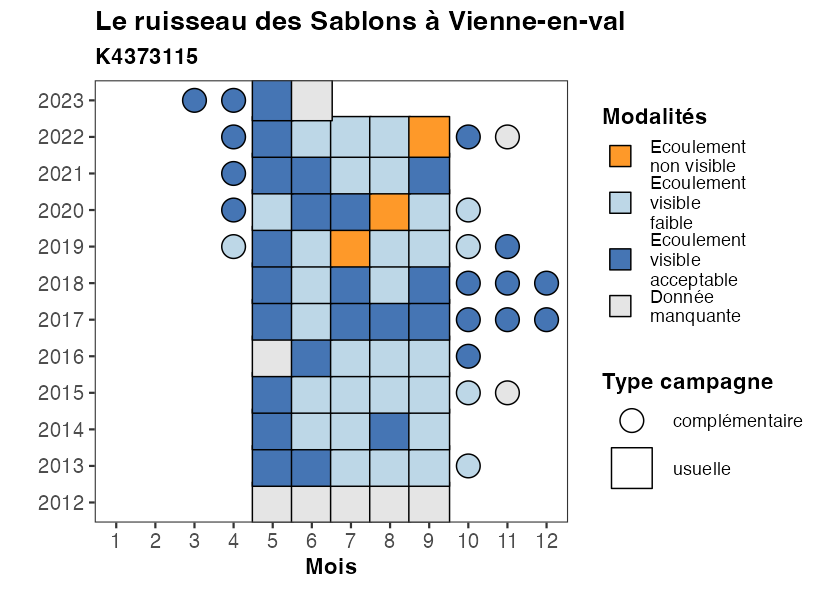 Le ruisseau des Sablons à Vienne-en-val
K4373115
2023
2022
2021
2020
2019
2018
2017
2016
2015
2014
2013
2012
1 2 3 4 5 6 7 8 9 10 11 12
Mois
Modalités
Ecoulement
non visible
Ecoulement
visible
faible
Ecoulement
visible
acceptable
Donnée
manquante
Type campagne
complémentaire
usuelle